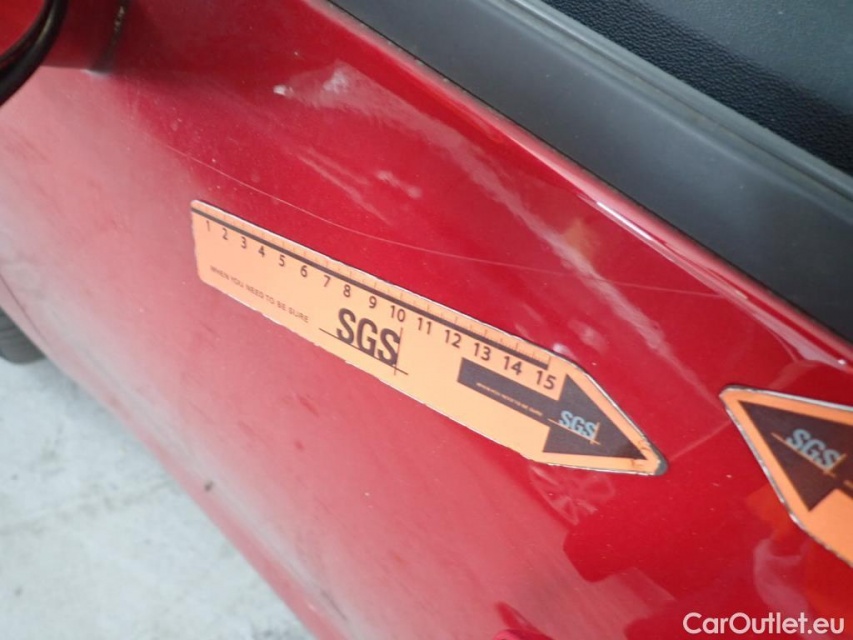 1 2 3 4 5 6 7 8 9 10 11 12 13 14 15
WHEN YOU NEED TO BE SURE
SGS
SGS
SGS
CarOutlet.eu